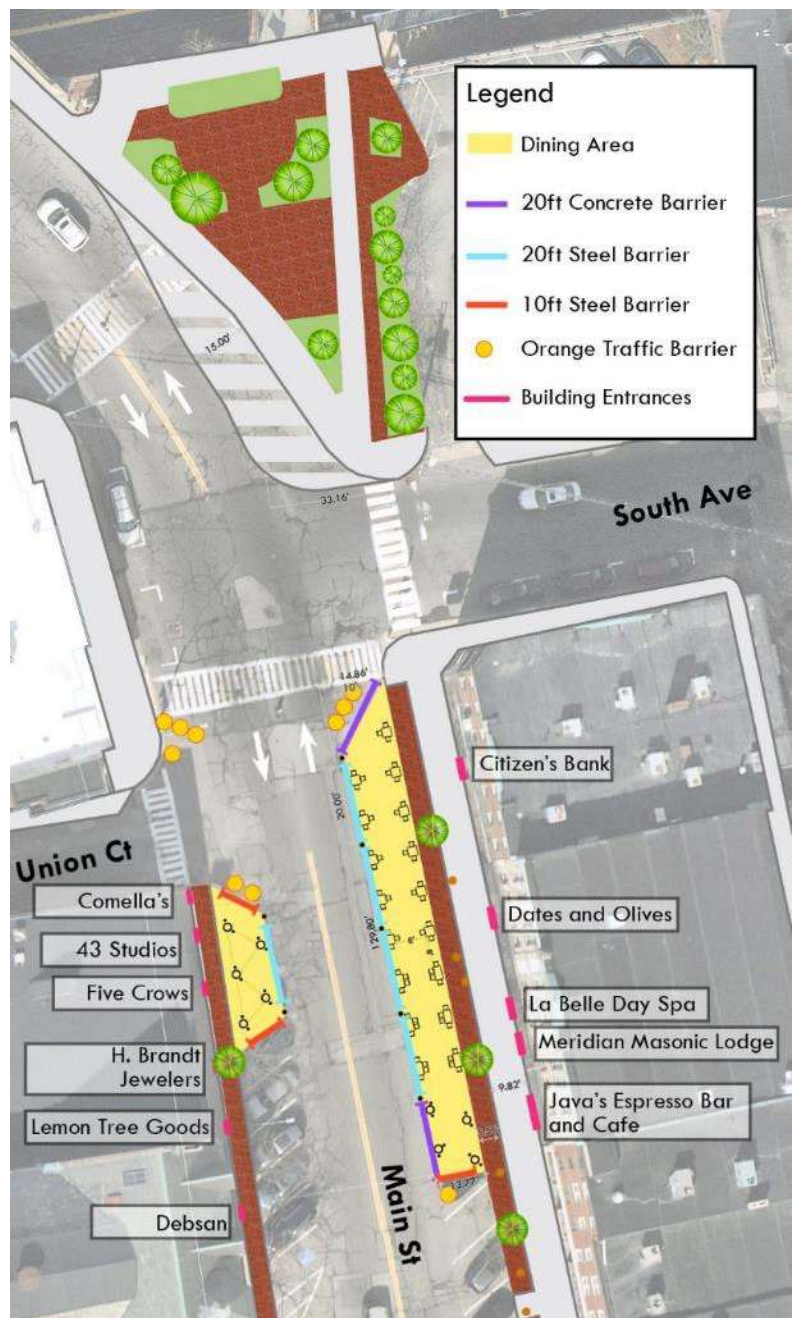 Legend
Dining Area
20ft Concrete Barrier
20ft Steel Barrier
10ft Steel Barrier
Orange Traffic Barrier
Building Entrances
15.00'
33.16'
South Ave
14.86'
10'
20.00'
Citizen's Bank
Union Ct
Comella's
43 Studios
Five Crows
H. Brandt
Jewelers
Lemon Tree Goods
Debsan
129.80'
Dates and Olives
La Belle Day Spa
Meridian Masonic Lodge
9.82'
Java's Espresso Bar
and Cafe
Main St